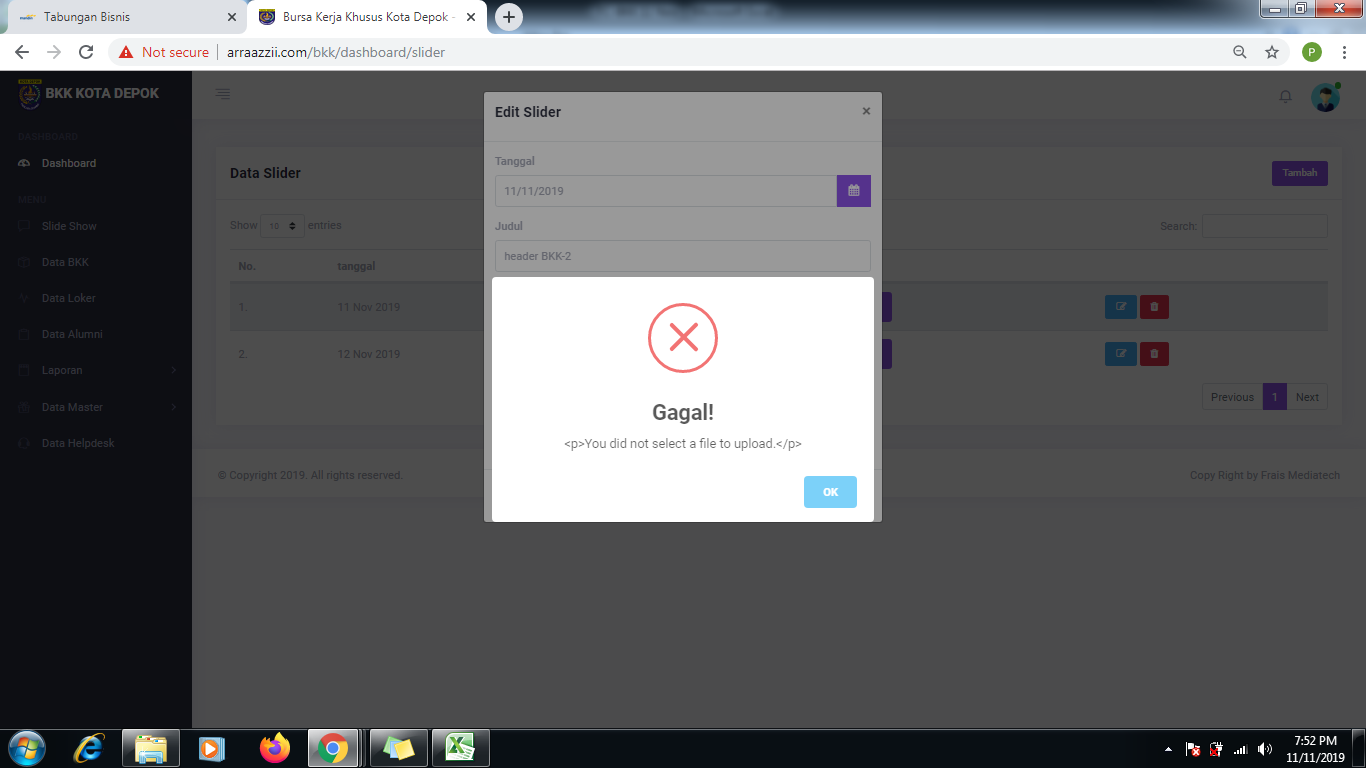 Tabungan Bisnis
Bursa Kerja Khusus Kota Depok -
Not secure
arraazzii.com/bkk/dashboard/slider
P
BKK KOTA DEPOK
DASHBOARD
Dashboard
MENU
Slide Show
Data BKK
Data Loker
Data Alumni
Laporan
Data Master
Data Helpdesk
Data Slider
Tambah
Show 10 entries
Search:
No. tanggal
1. 11 Nov 2019
2. 12 Nov 2019
Previous 1 Next
Edit Slider ×
Tanggal
11/11/2019
Judul
header BKK-2
Gagal!
<p>You did not select a file to upload.</p>
OK
© Copyright 2019. All rights reserved.
Copy Right by Frais Mediatech
7:52 PM
11/11/2019